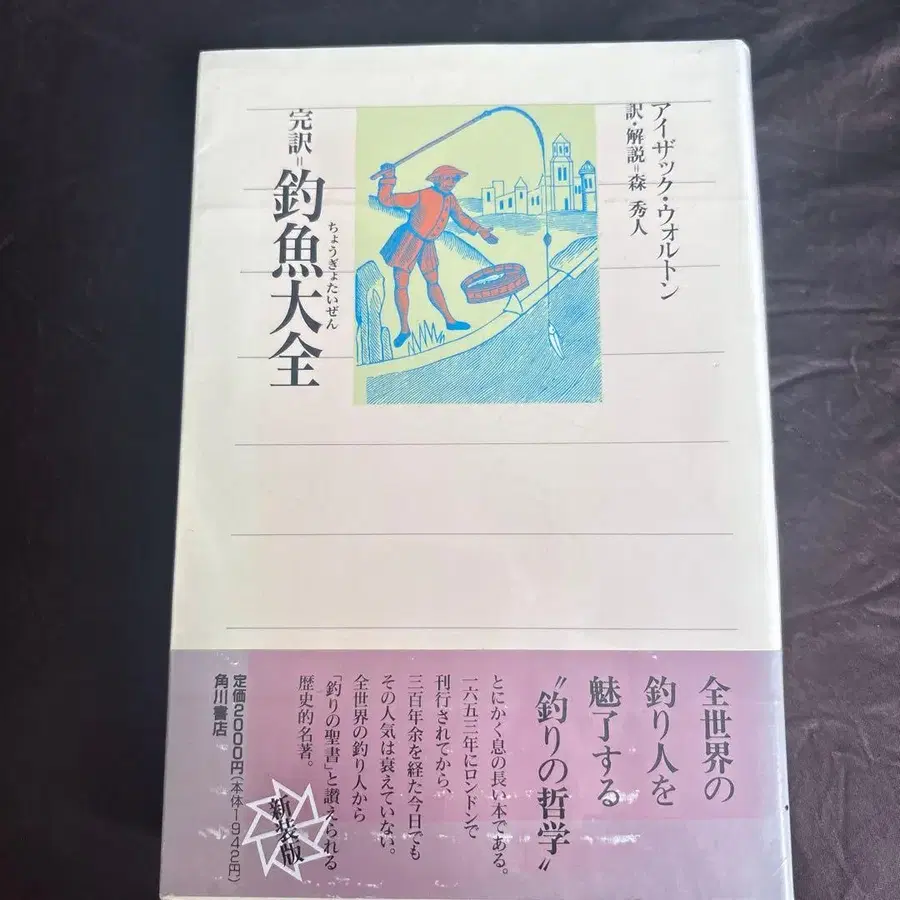 アイザック・ウォルトン
訳・解説=森 秀人
完訳=釣魚大全
ちょうぎょたいぜん
全世界の
釣り人を
魅了する
〝釣りの哲学〟
とにかく息の長い本である。
一六五三年にロンドンで
刊行されてから、
三百年余を経た今日でも
その人気は衰えていない。
全世界の釣り人から
「釣りの聖書」と讃えられる
歴史的名著。
新装版
定価2000円(本体1942円)
角川書店